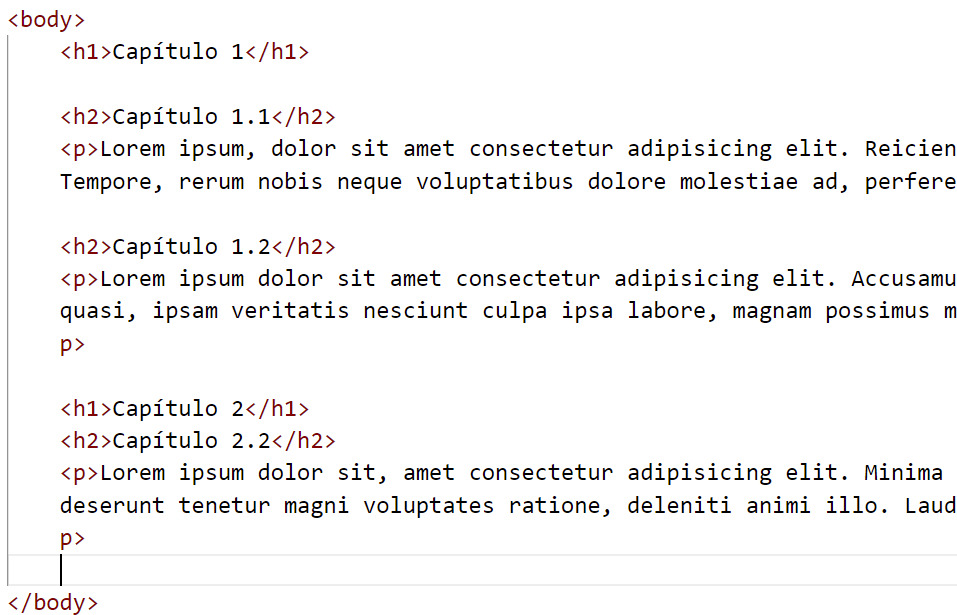 <body>
<h1>Capítulo 1</h1>
<h2>Capítulo 1.1</h2>
<p>Lorem ipsum, dolor sit amet consectetur adipisicing elit. Reicien
Tempore, rerum nobis neque voluptatibus dolore molestiae ad, perfere
<h2>Capítulo 1.2</h2>
<p>Lorem ipsum dolor sit amet consectetur adipisicing elit. Accusamu
quasi, ipsam veritatis nesciunt culpa ipsa labore, magnam possimus m
p>
<h1>Capítulo 2</h1>
<h2>Capítulo 2.2</h2>
<p>Lorem ipsum dolor sit, amet consectetur adipisicing elit. Minima
deserunt tenetur magni voluptates ratione, deleniti animi illo. Laud
p>
</body>